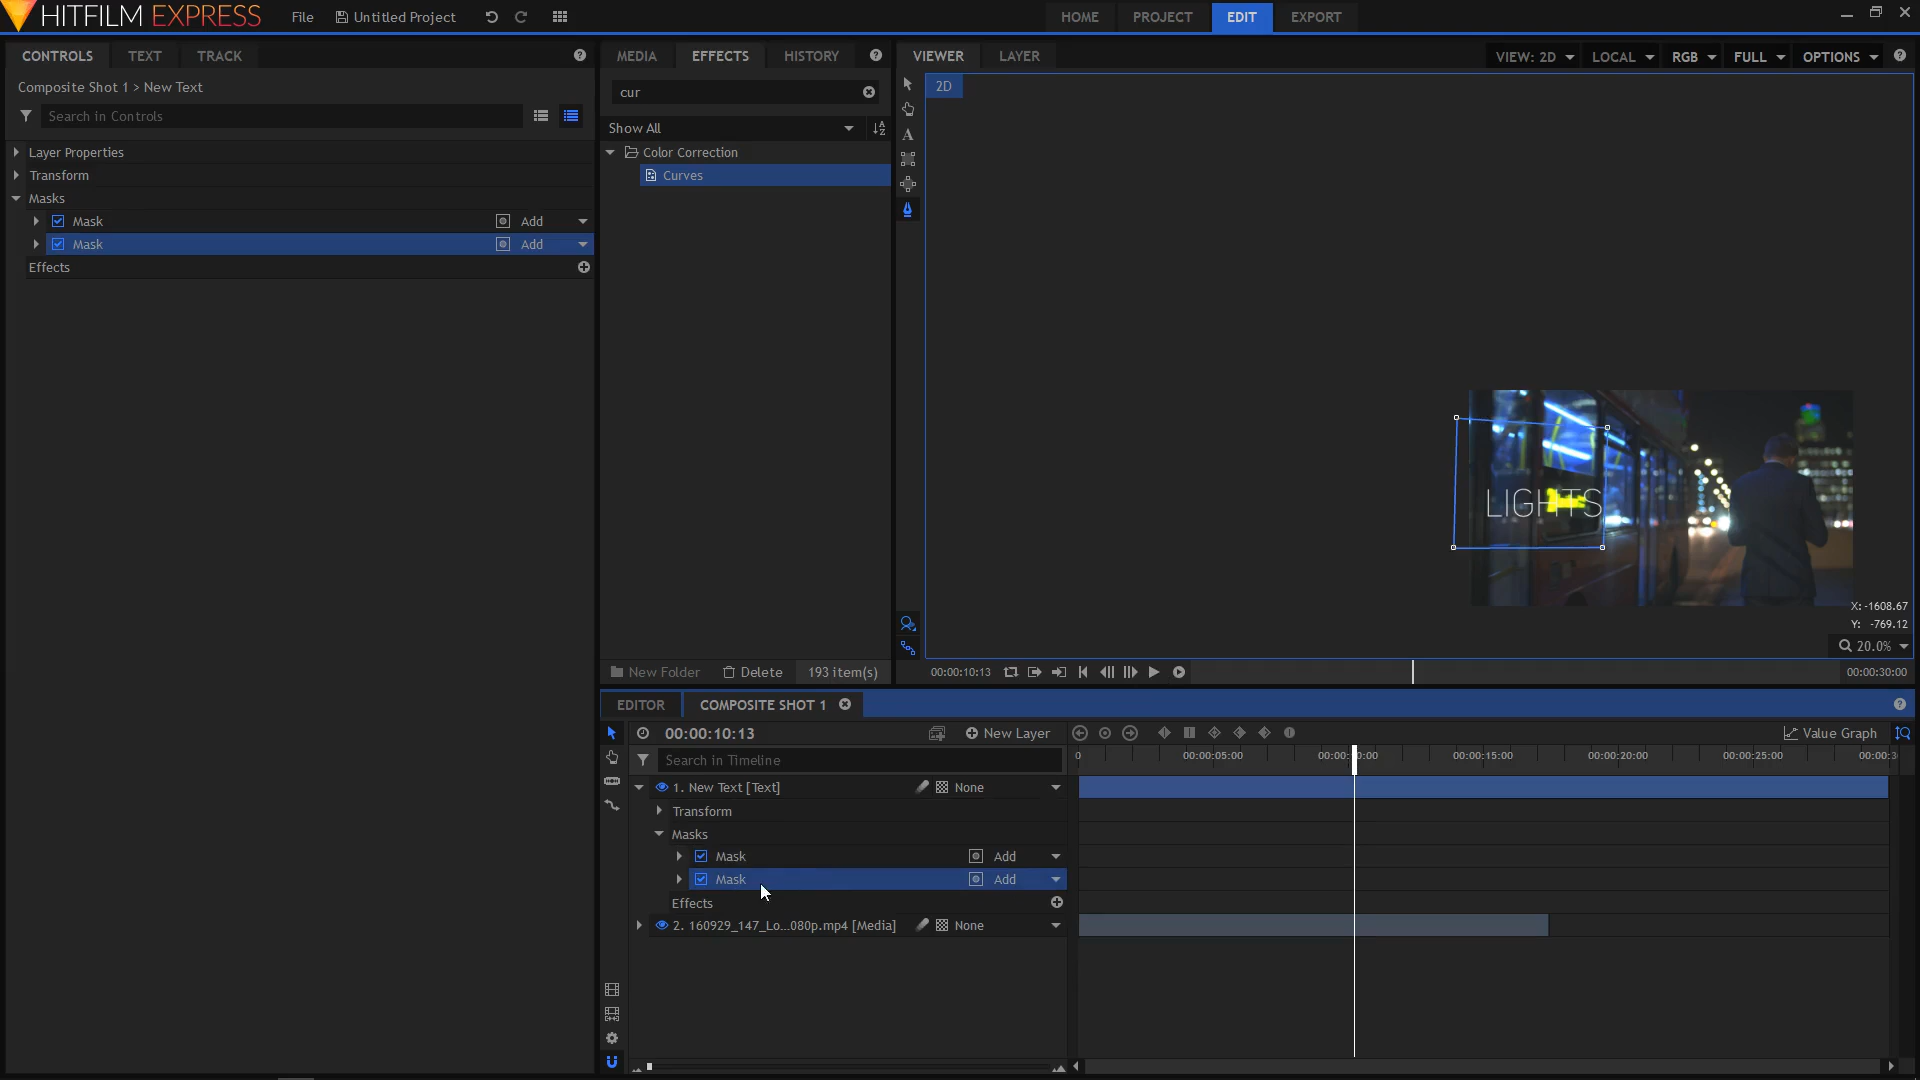 HITFILM EXPRESS
File
Untitled Project
HOME
PROJECT
EDIT
EXPORT
CONTROLS
TEXT
TRACK
Composite Shot 1 > New Text
Search in Controls
Layer Properties
Transform
Masks
Mask
Add
Mask
Add
Effects
MEDIA
EFFECTS
HISTORY
cur
Show All
Color Correction
Curves
New Folder
Delete
193 item(s)
VIEWER
LAYER
VIEW: 2D
LOCAL
RGB
FULL
OPTIONS
2D
LIGHTS
X: -1608.67
Y: -769.12
20.0%
00:00:10:13
00:00:30:00
EDITOR
COMPOSITE SHOT 1
00:00:10:13
New Layer
Value Graph
Search in Timeline
0
00:00:05:00
00:00:15:00
00:00:20:00
00:00:25:00
1. New Text [Text]
None
Transform
Masks
Mask
Add
Mask
Add
Effects
2. 160929_147_Lo...080p.mp4 [Media]
None